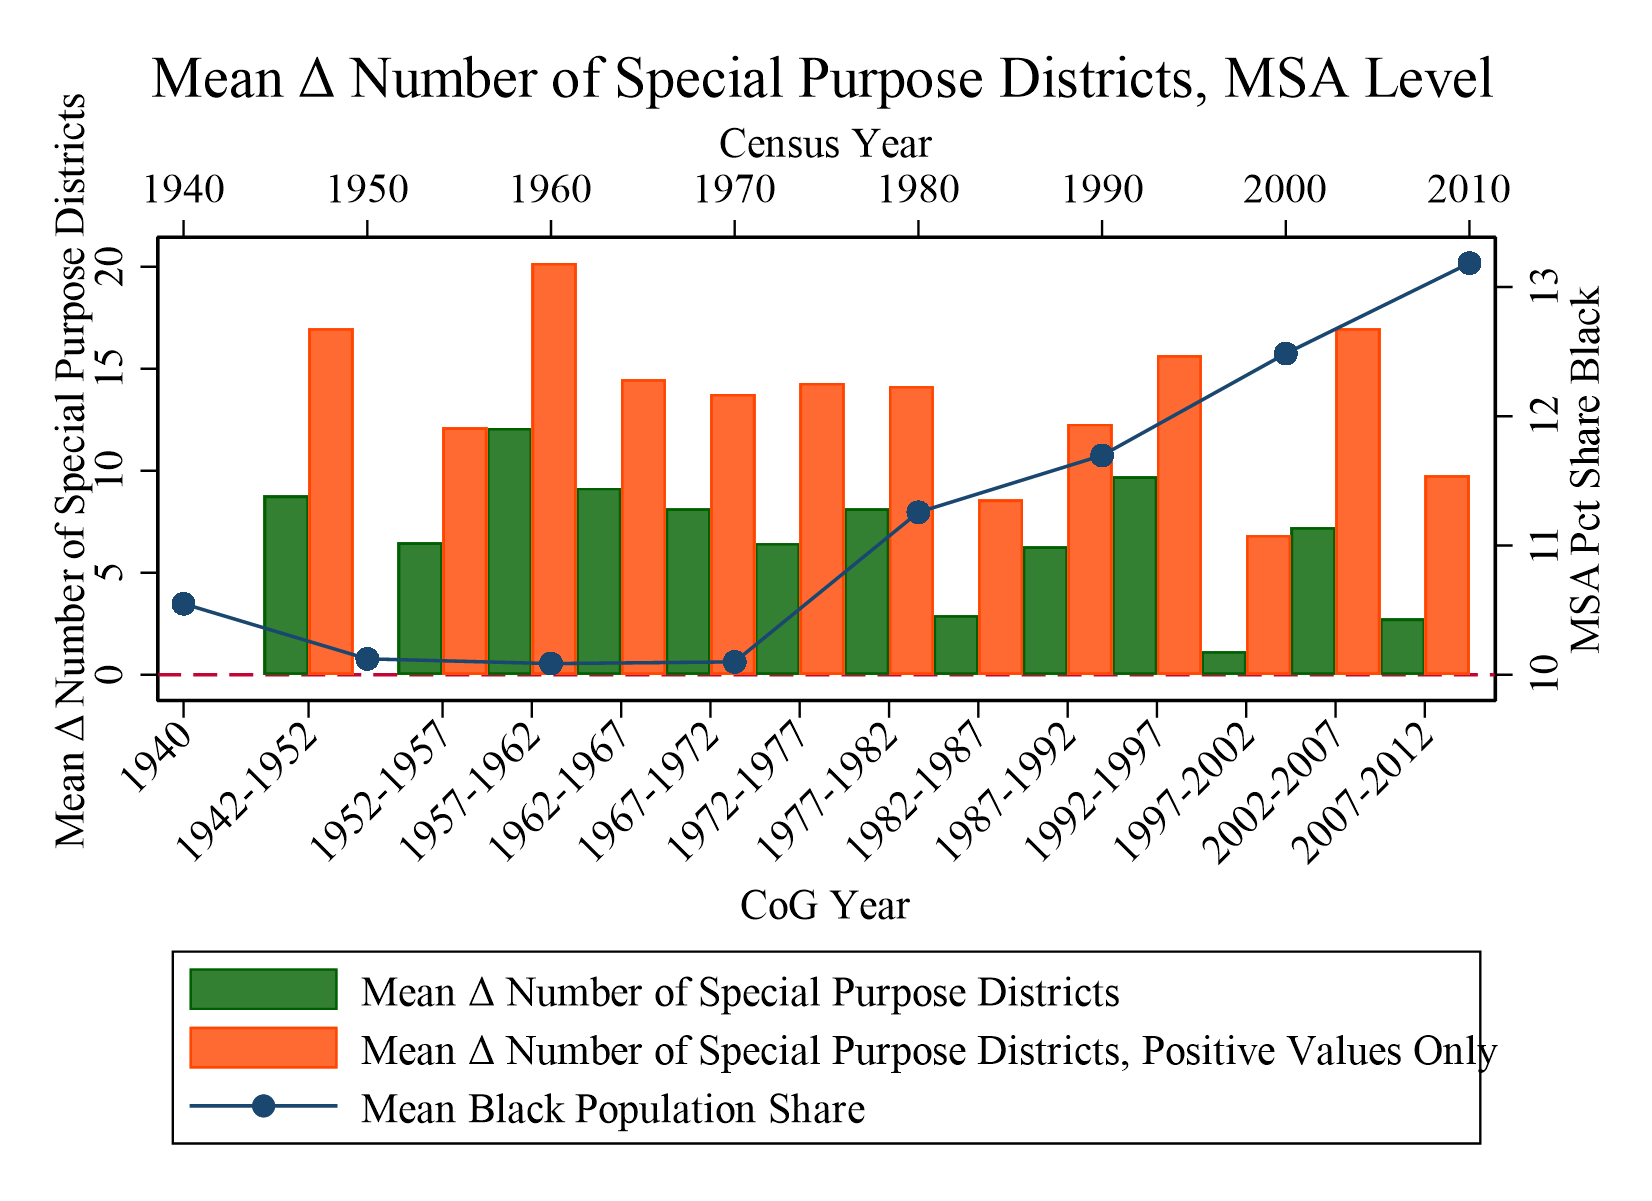 Mean Δ Number of Special Purpose Districts, MSA Level
Census Year
1940 1950 1960 1970 1980 1990 2000 2010
Mean Δ Number of Special Purpose Districts
20
15
10
5
0
13
12
11
10
MSA Pct Share Black
1940 1942-1952 1952-1957 1957-1962 1962-1967 1967-1972 1972-1977 1977-1982 1982-1987 1987-1992 1992-1997 1997-2002 2002-2007 2007-2012
CoG Year
Mean Δ Number of Special Purpose Districts
Mean Δ Number of Special Purpose Districts, Positive Values Only
Mean Black Population Share